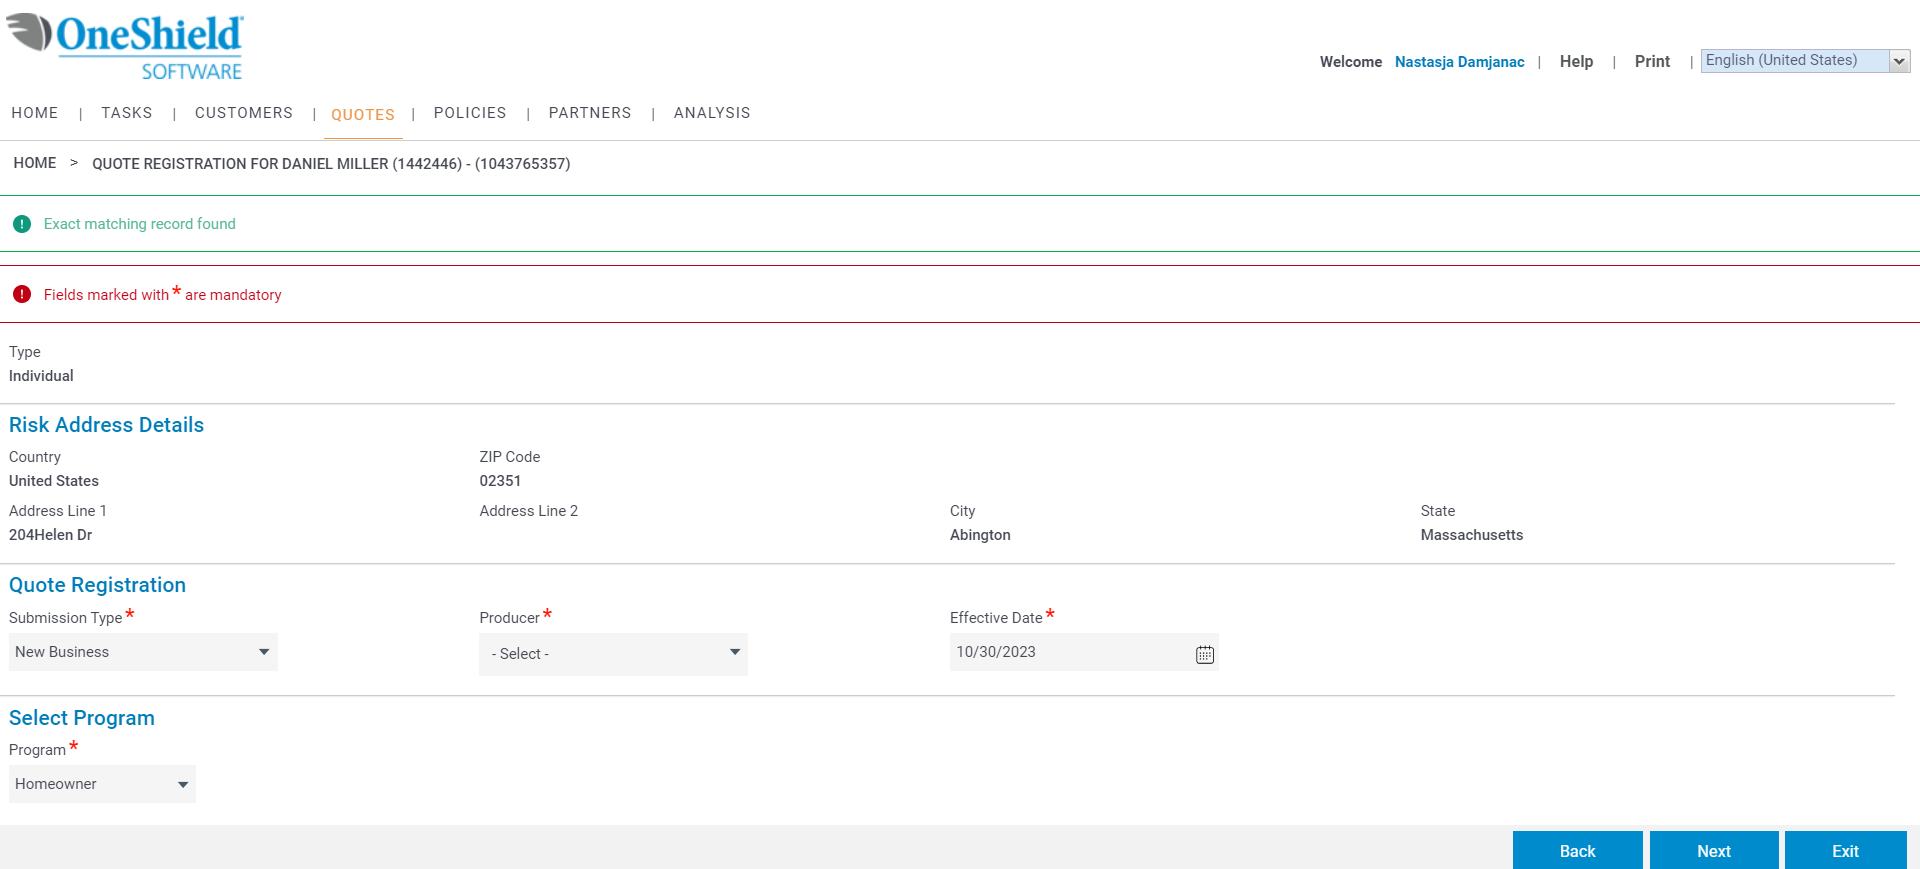 OneShield
SOFTWARE
Welcome Nastasja Damjanac | Help | Print | English (United States)
HOME | TASKS | CUSTOMERS | QUOTES | POLICIES | PARTNERS | ANALYSIS
HOME > QUOTE REGISTRATION FOR DANIEL MILLER (1442446) - (1043765357)
Exact matching record found
Fields marked with * are mandatory
Type
Individual
Risk Address Details
Country ZIP Code
United States 02351
Address Line 1 Address Line 2 City State
204Helen Dr Abington Massachusetts
Quote Registration
Submission Type * Producer * Effective Date *
New Business - Select - 10/30/2023
Select Program
Program *
Homeowner
Back Next Exit